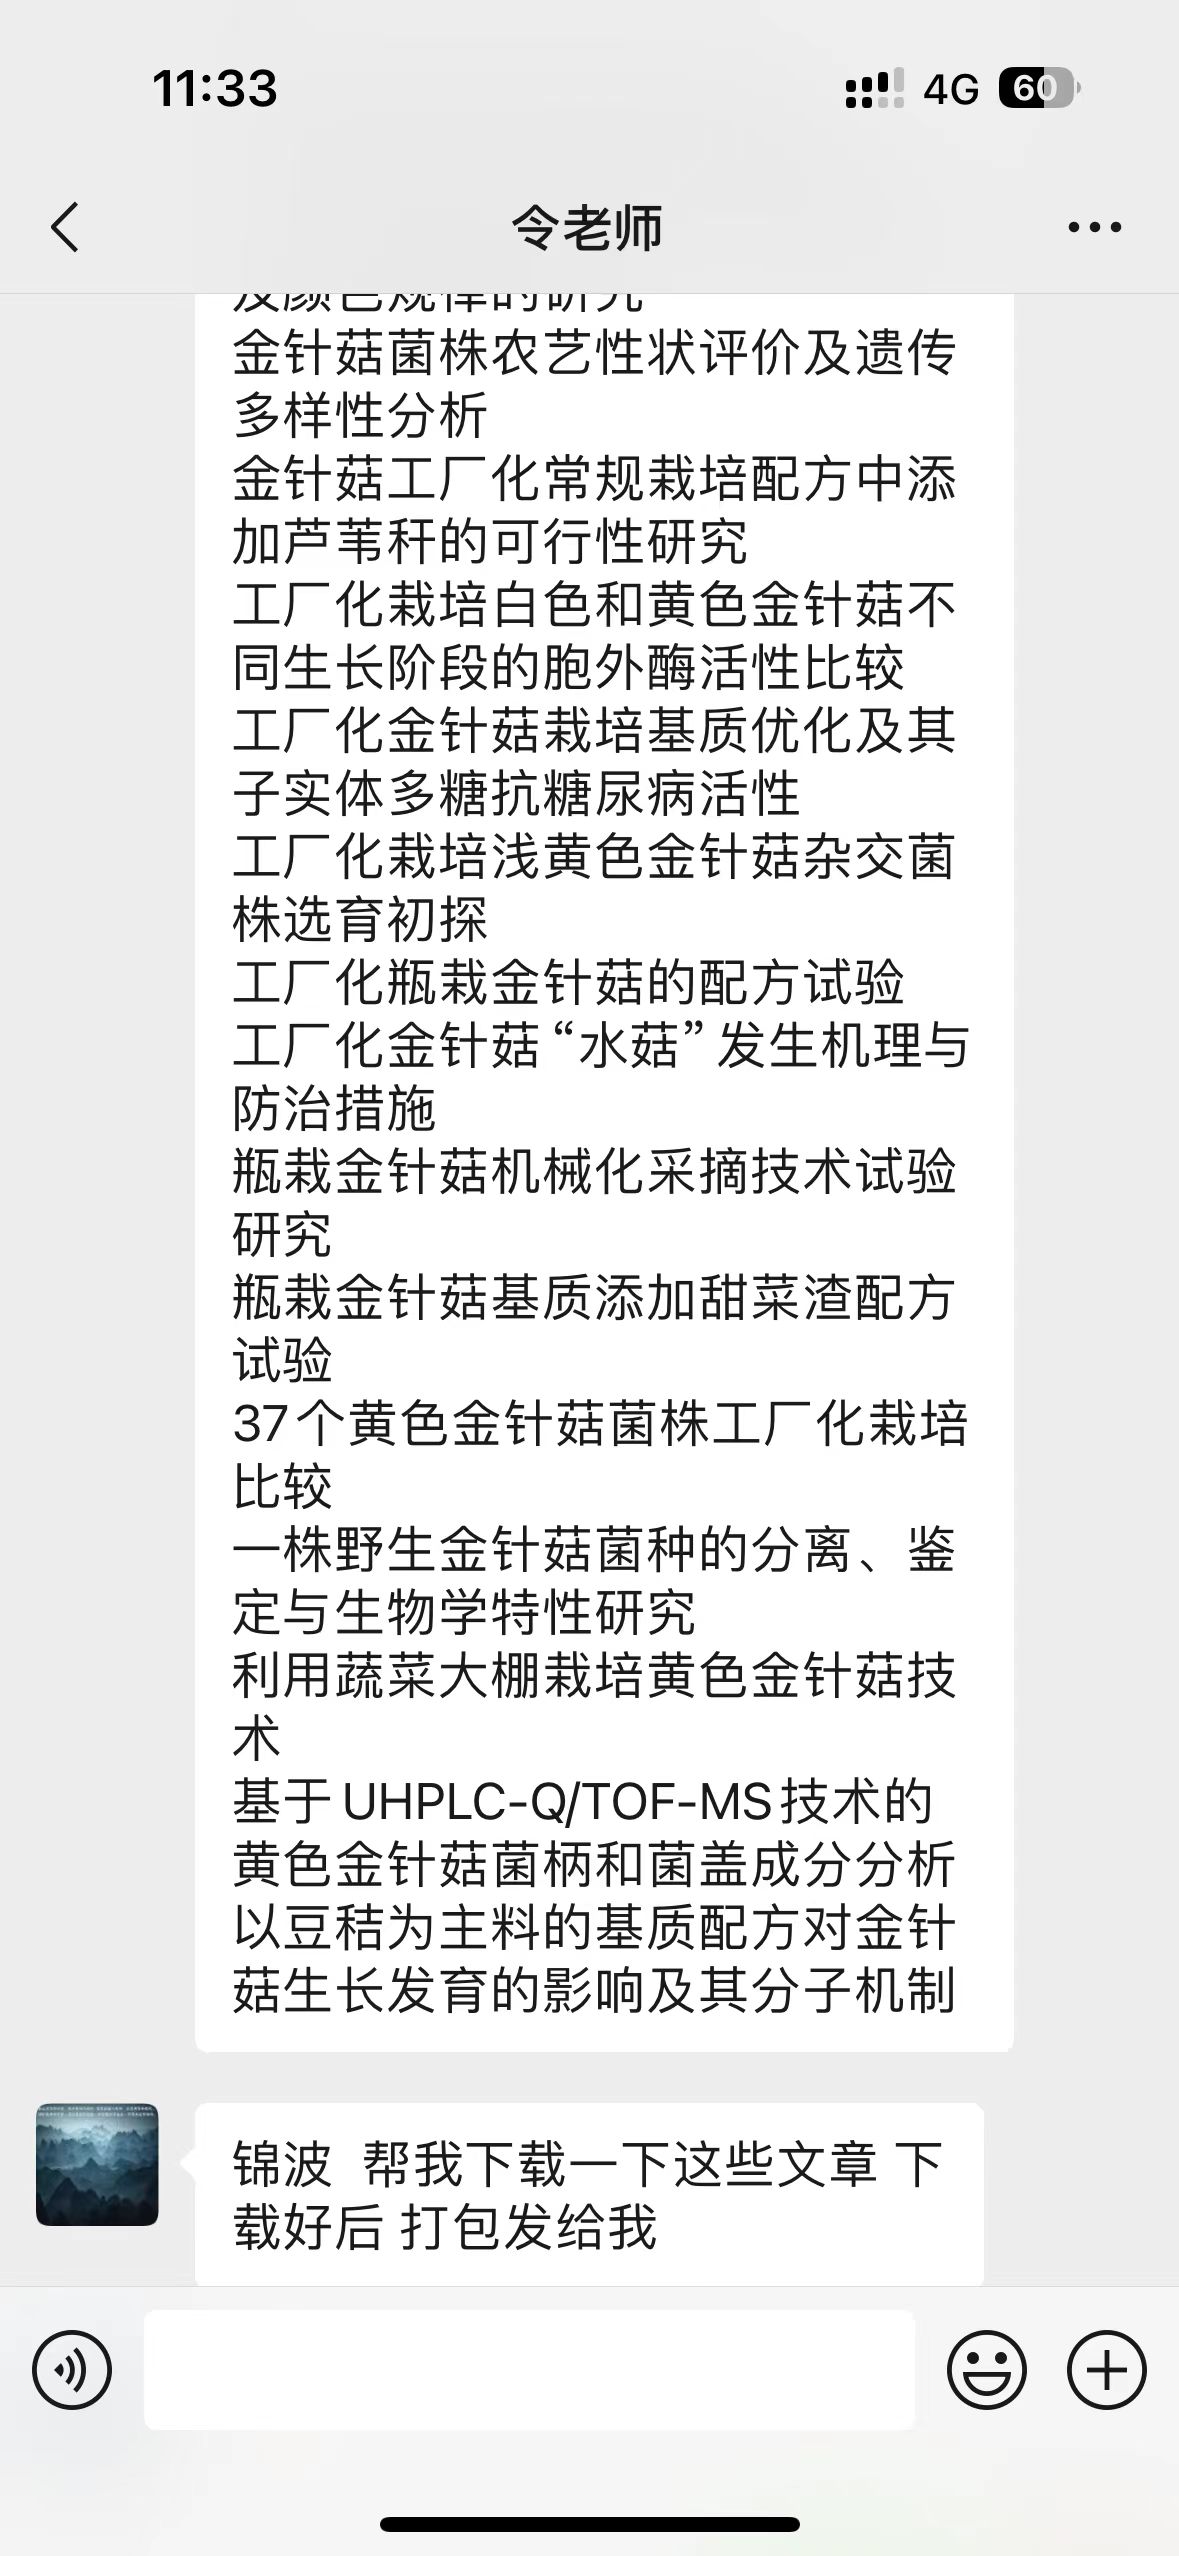 11:33
4G
60
令老师
及颜色规律的研究
金针菇菌株农艺性状评价及遗传
多样性分析
金针菇工厂化常规栽培配方中添
加芦苇秆的可行性研究
工厂化栽培白色和黄色金针菇不
同生长阶段的胞外酶活性比较
工厂化金针菇栽培基质优化及其
子实体多糖抗糖尿病活性
工厂化栽培浅黄色金针菇杂交菌
株选育初探
工厂化瓶栽金针菇的配方试验
工厂化金针菇“水菇”发生机理与
防治措施
瓶栽金针菇机械化采摘技术试验
研究
瓶栽金针菇基质添加甜菜渣配方
试验
37个黄色金针菇菌株工厂化栽培
比较
一株野生金针菇菌种的分离、鉴
定与生物学特性研究
利用蔬菜大棚栽培黄色金针菇技
术
基于UHPLC-Q/TOF-MS技术的
黄色金针菇菌柄和菌盖成分分析
以豆秸为主料的基质配方对金针
菇生长发育的影响及其分子机制
锦波 帮我下载一下这些文章 下
载好后 打包发给我